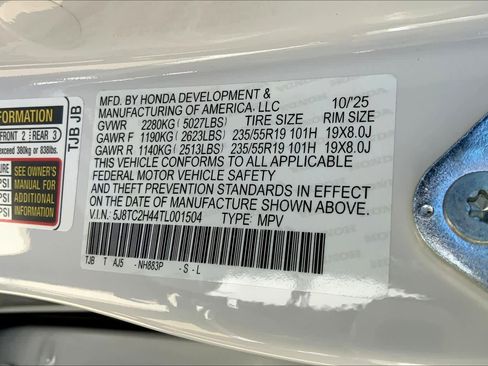 FORMATION
FRONT 2 REAR 3
exceed 380kg or 838lbs.
SEE OWNER'S
MANUAL FOR
ADDITIONAL
INFORMATION
PSI
PSI
PSI
TJB JB
MFD. BY HONDA DEVELOPMENT &
MANUFACTURING OF AMERICA, LLC 10/'25
GVWR 2280KG (5027LBS) TIRE SIZE RIM SIZE
GAWR F 1190KG (2623LBS) 235/55R19 101H 19X8.0J
GAWR R 1140KG (2513LBS) 235/55R19 101H 19X8.0J
THIS VEHICLE CONFORMS TO ALL APPLICABLE
FEDERAL MOTOR VEHICLE SAFETY
AND THEFT PREVENTION STANDARDS IN EFFECT
ON THE DATE OF MANUFACTURE SHOWN ABOVE.
V.I.N.: 5J8TC2H44TL001504 TYPE: MPV
TJB T AJ5 -NH883P -S-L